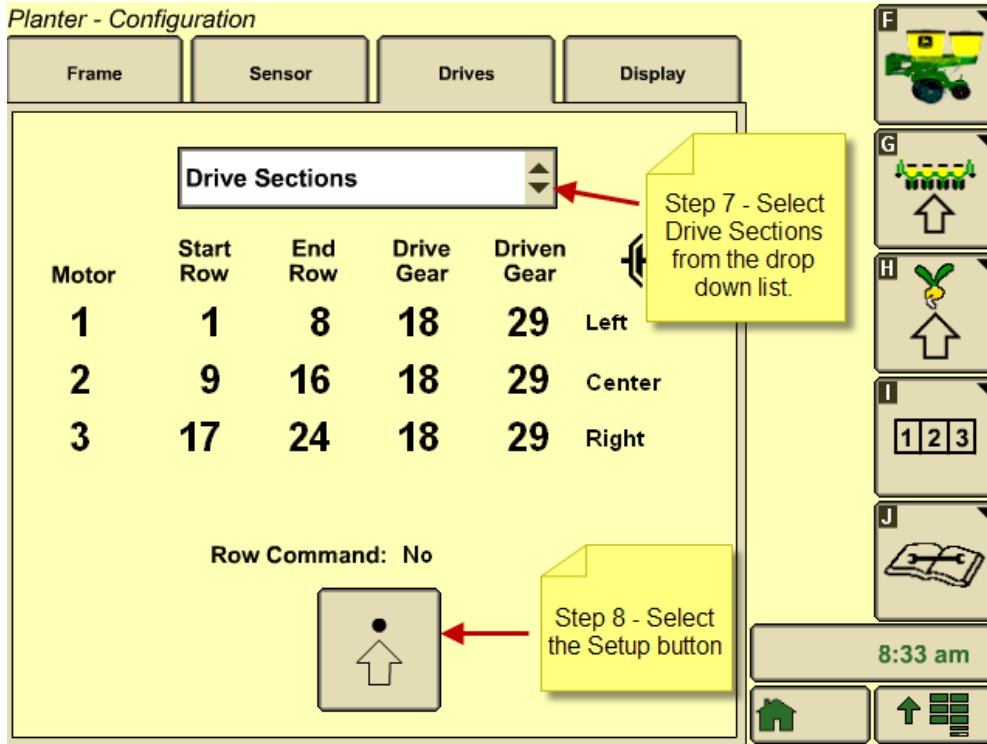 Planter - Configuration
Frame
Sensor
Drives
Display
Drive Sections
Step 7 - Select
Drive Sections
from the drop
down list.
Motor Start Row End Row Drive Gear Driven Gear
1 1 8 18 29 Left
2 9 16 18 29 Center
3 17 24 18 29 Right
Row Command: No
Step 8 - Select
the Setup button
F
G
H
I
1 2 3
J
8:33 am